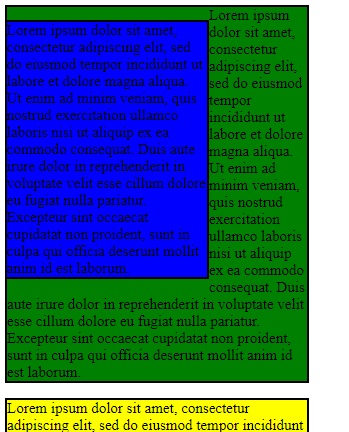 Lorem ipsum dolor sit amet,
consectetur adipiscing elit, sed
do eiusmod tempor incididunt ut
labore et dolore magna aliqua.
Ut enim ad minim veniam, quis
nostrud exercitation ullamco
laboris nisi ut aliquip ex ea
commodo consequat. Duis aute
irure dolor in reprehenderit in
voluptate velit esse cillum dolore
eu fugiat nulla pariatur.
Excepteur sint occaecat
cupidatat non proident, sunt in
culpa qui officia deserunt mollit
anim id est laborum.
Lorem ipsum
dolor sit amet,
consectetur
adipiscing elit,
sed do eiusmod
tempor
incididunt ut
labore et dolore
magna aliqua.
Ut enim ad
minim veniam,
quis nostrud
exercitation
ullamco laboris
nisi ut aliquip
ex ea commodo
consequat. Duis
aute irure dolor in reprehenderit in voluptate velit
esse cillum dolore eu fugiat nulla pariatur.
Excepteur sint occaecat cupidatat non proident,
sunt in culpa qui officia deserunt mollit anim id
est laborum.
Lorem ipsum dolor sit amet, consectetur
adipiscing elit, sed do eiusmod tempor incididunt